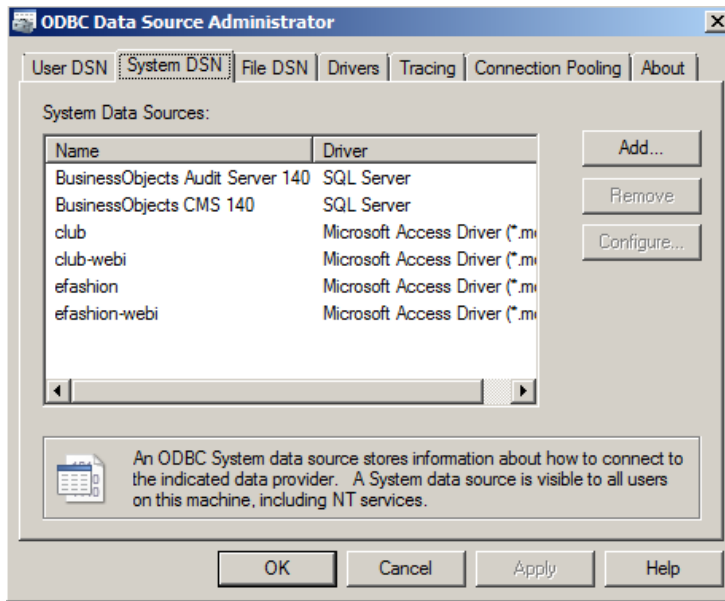 ODBC Data Source Administrator
User DSN System DSN File DSN Drivers Tracing Connection Pooling About
System Data Sources:
Name Driver
BusinessObjects Audit Server 140 SQL Server
BusinessObjects CMS 140 SQL Server
club Microsoft Access Driver (*.m
club-webi Microsoft Access Driver (*.m
efashion Microsoft Access Driver (*.m
efashion-webi Microsoft Access Driver (*.m
Add...
Remove
Configure...
An ODBC System data source stores information about how to connect to
the indicated data provider. A System data source is visible to all users
on this machine, including NT services.
OK Cancel Apply Help